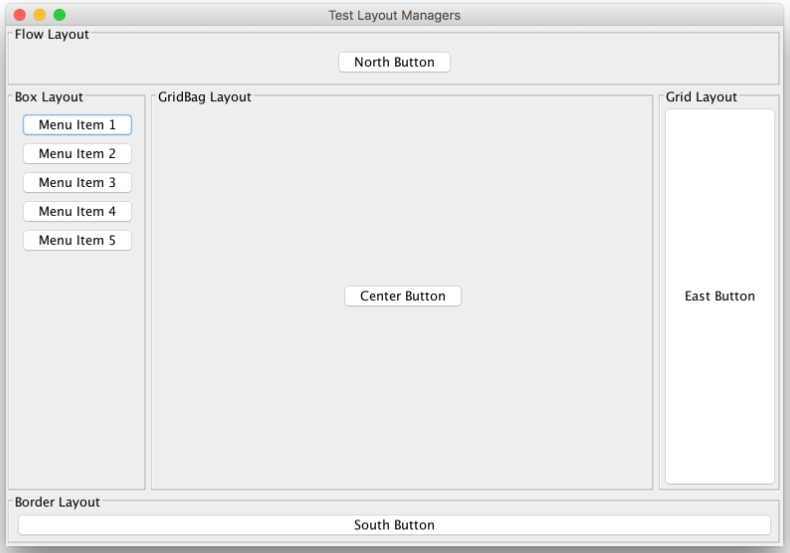 Test Layout Managers
Flow Layout
North Button
Box Layout
Menu Item 1
Menu Item 2
Menu Item 3
Menu Item 4
Menu Item 5
GridBag Layout
Center Button
Grid Layout
East Button
Border Layout
South Button